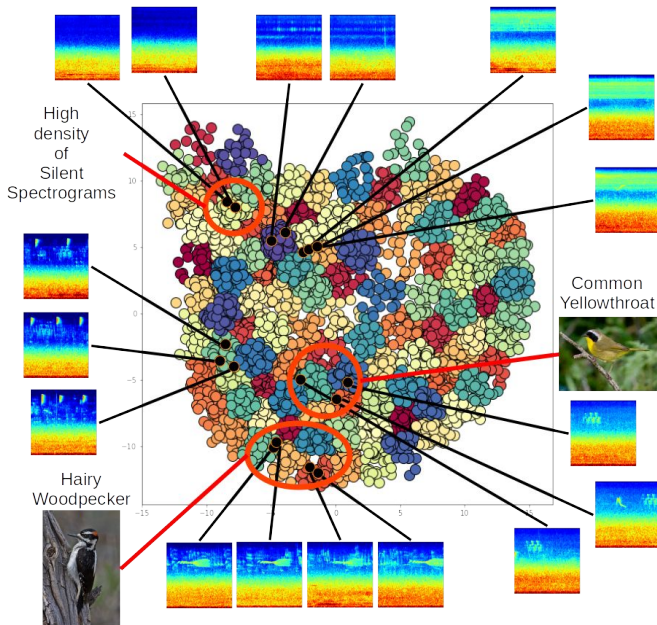 High
density
of
Silent
Spectrograms
Common
Yellowthroat
Hairy
Woodpecker
15
10
5
0
−5
−10
−15
−10
−5
0
5
10
15